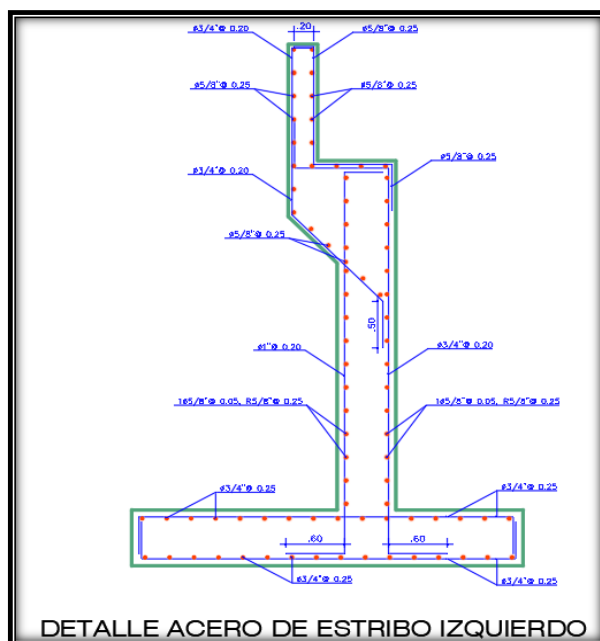 .20
ø3/4"@ 0.20
ø5/8"@ 0.25
ø5/8"@ 0.25
ø5/8"@ 0.25
ø5/8"@ 0.25
ø3/4"@ 0.20
ø5/8"@ 0.25
.50
ø1"@ 0.20
ø3/4"@ 0.20
1ø5/8"@ 0.05, R5/8"@ 0.25
1ø5/8"@ 0.05, R5/8"@ 0.25
ø3/4"@ 0.25
ø3/4"@ 0.25
.60
.60
ø3/4"@ 0.25
ø3/4"@ 0.25
DETALLE ACERO DE ESTRIBO IZQUIERDO